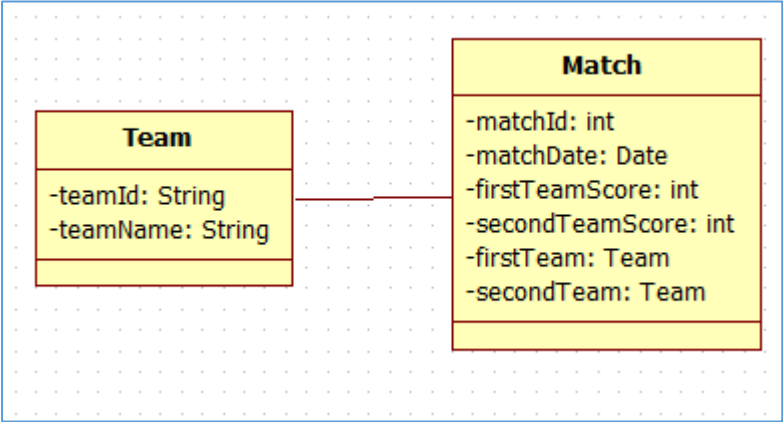 Team
-teamId: String
-teamName: String
Match
-matchId: int
-matchDate: Date
-firstTeamScore: int
-secondTeamScore: int
-firstTeam: Team
-secondTeam: Team